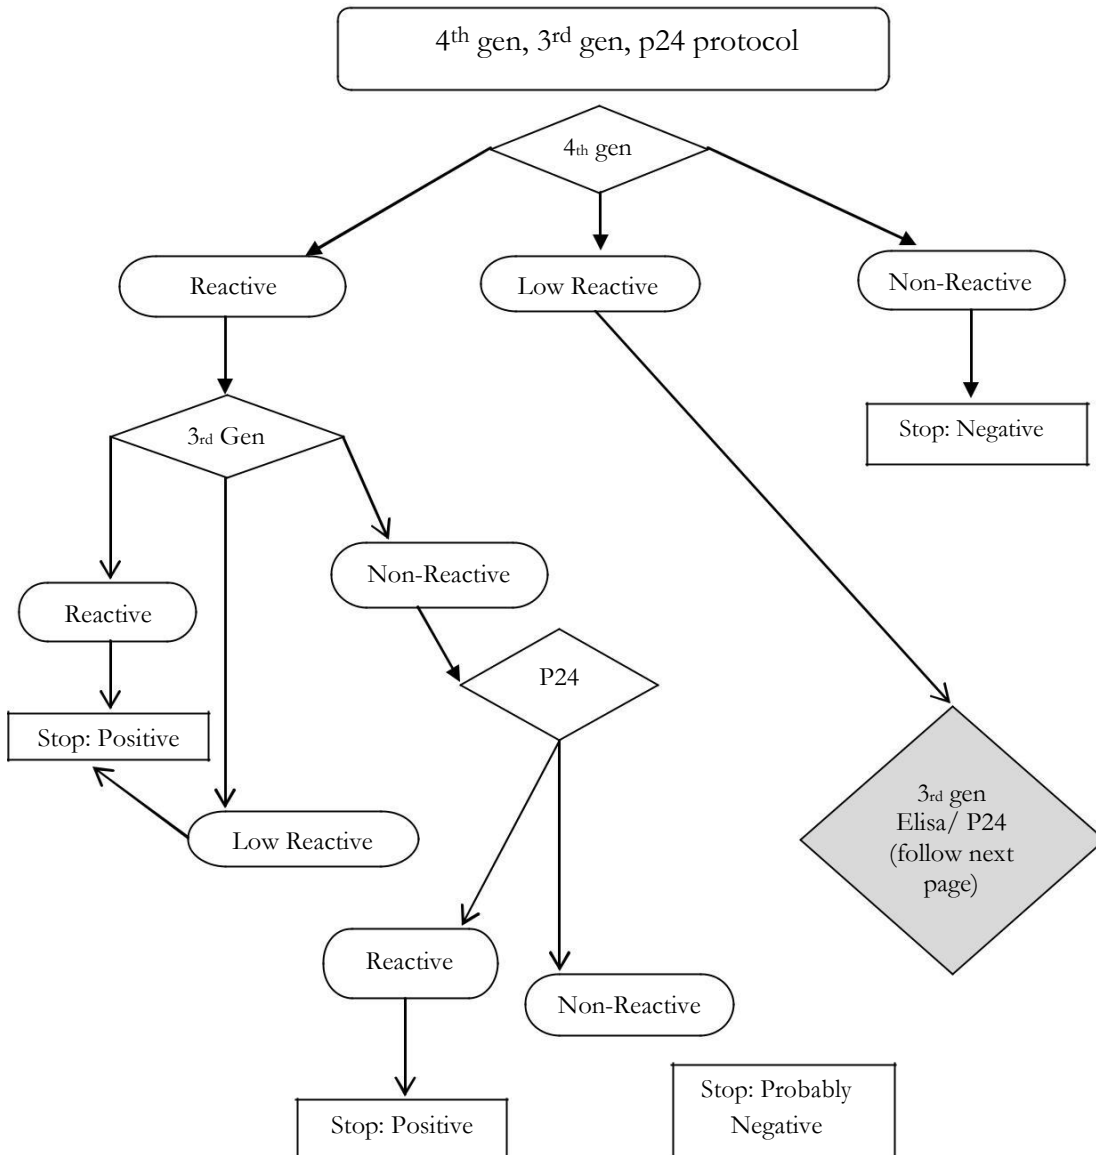 4th gen, 3rd gen, p24 protocol
4th gen
Reactive
Low Reactive
Non-Reactive
Stop: Negative
3rd Gen
Non-Reactive
Reactive
P24
Stop: Positive
3rd gen
Elisa/ P24
(follow next
page)
Low Reactive
Reactive
Non-Reactive
Stop: Probably
Negative
Stop: Positive